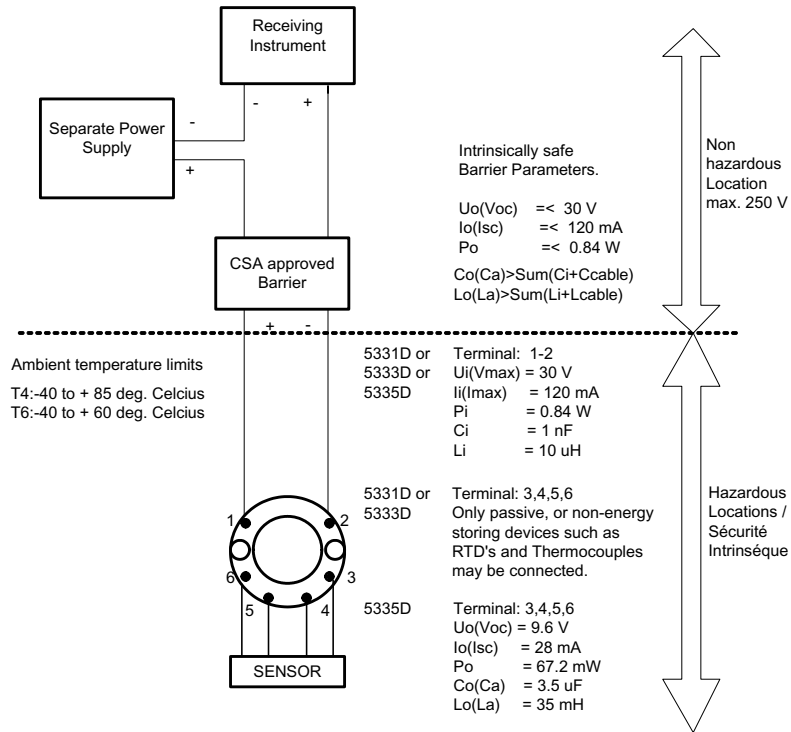 Receiving
Instrument
-
+
Separate Power
Supply
-
+
Intrinsically safe
Barrier Parameters.
Uo(Voc) =< 30 V
Io(Isc) =< 120 mA
Po =< 0.84 W
Co(Ca)>Sum(Ci+Ccable)
Lo(La)>Sum(Li+Lcable)
Non
hazardous
Location
max. 250 V
CSA approved
Barrier
+ -
Ambient temperature limits
T4:-40 to + 85 deg. Celcius
T6:-40 to + 60 deg. Celcius
5331D or
5333D or
5335D
Terminal: 1-2
Ui(Vmax) = 30 V
Ii(Imax) = 120 mA
Pi = 0.84 W
Ci = 1 nF
Li = 10 uH
5331D or
5333D
Terminal: 3,4,5,6
Only passive, or non-energy
storing devices such as
RTD's and Thermocouples
may be connected.
Hazardous
Locations /
Sécurité
Intrinséque
1
2
6
3
5
4
SENSOR
5335D
Terminal: 3,4,5,6
Uo(Voc) = 9.6 V
Io(Isc) = 28 mA
Po = 67.2 mW
Co(Ca) = 3.5 uF
Lo(La) = 35 mH